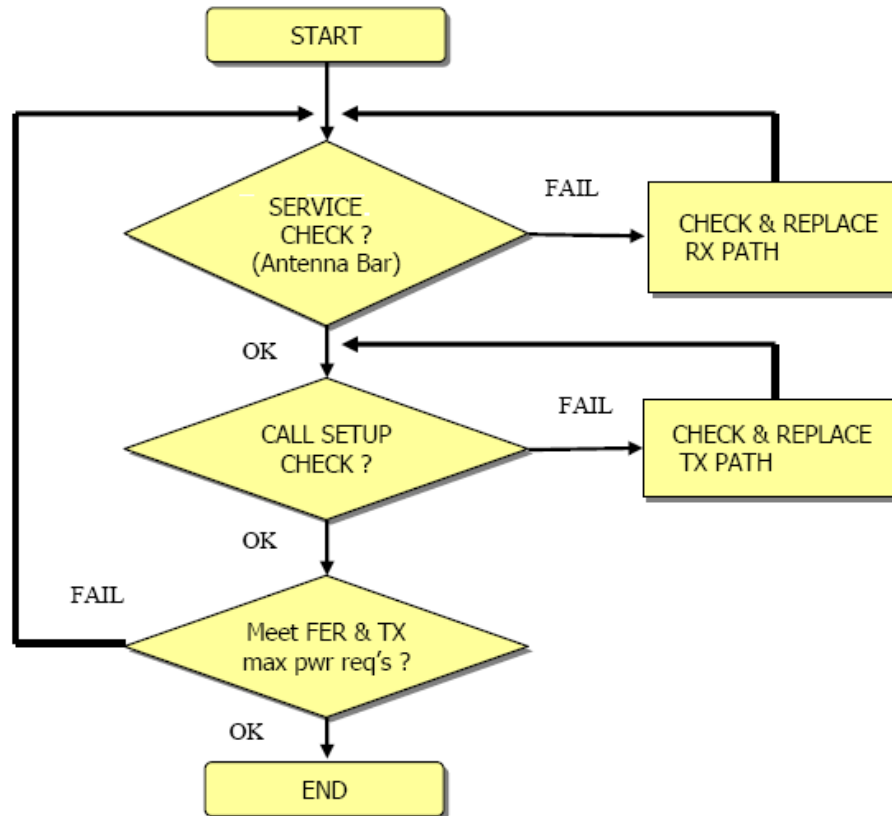 START
SERVICE
CHECK ?
(Antenna Bar)
FAIL
CHECK & REPLACE
RX PATH
OK
CALL SETUP
CHECK ?
FAIL
CHECK & REPLACE
TX PATH
OK
FAIL
Meet FER & TX
max pwr req's ?
OK
END